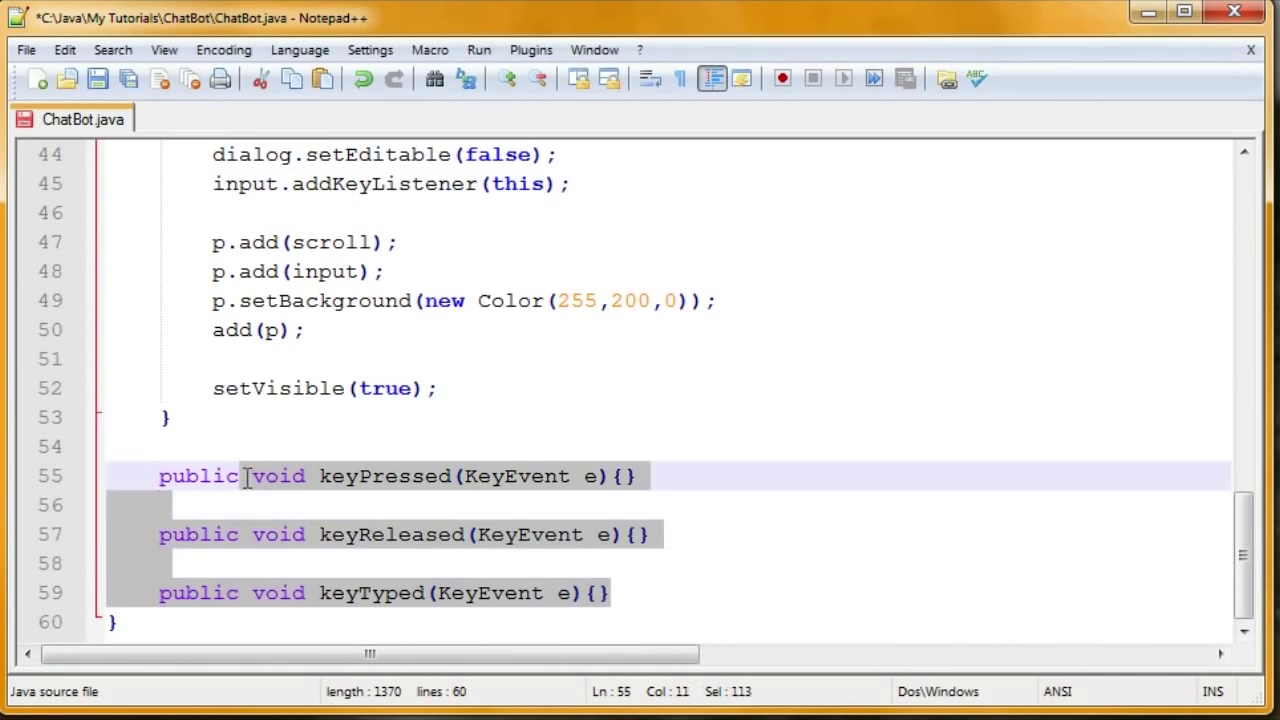 *C:\Java\My Tutorials\ChatBot\ChatBot.java - Notepad++
File Edit Search View Encoding Language Settings Macro Run Plugins Window ? X
ABC
ChatBot.java
44 dialog.setEditable(false);
45 input.addKeyListener(this);
46
47 p.add(scroll);
48 p.add(input);
49 p.setBackground(new Color(255,200,0));
50 add(p);
51
52 setVisible(true);
53 }
54
55 public void keyPressed(KeyEvent e){}
56
57 public void keyReleased(KeyEvent e){}
58
59 public void keyTyped(KeyEvent e){}
60 }
Java source file length : 1370 lines : 60 Ln : 55 Col : 11 Sel : 113 Dos\Windows ANSI INS